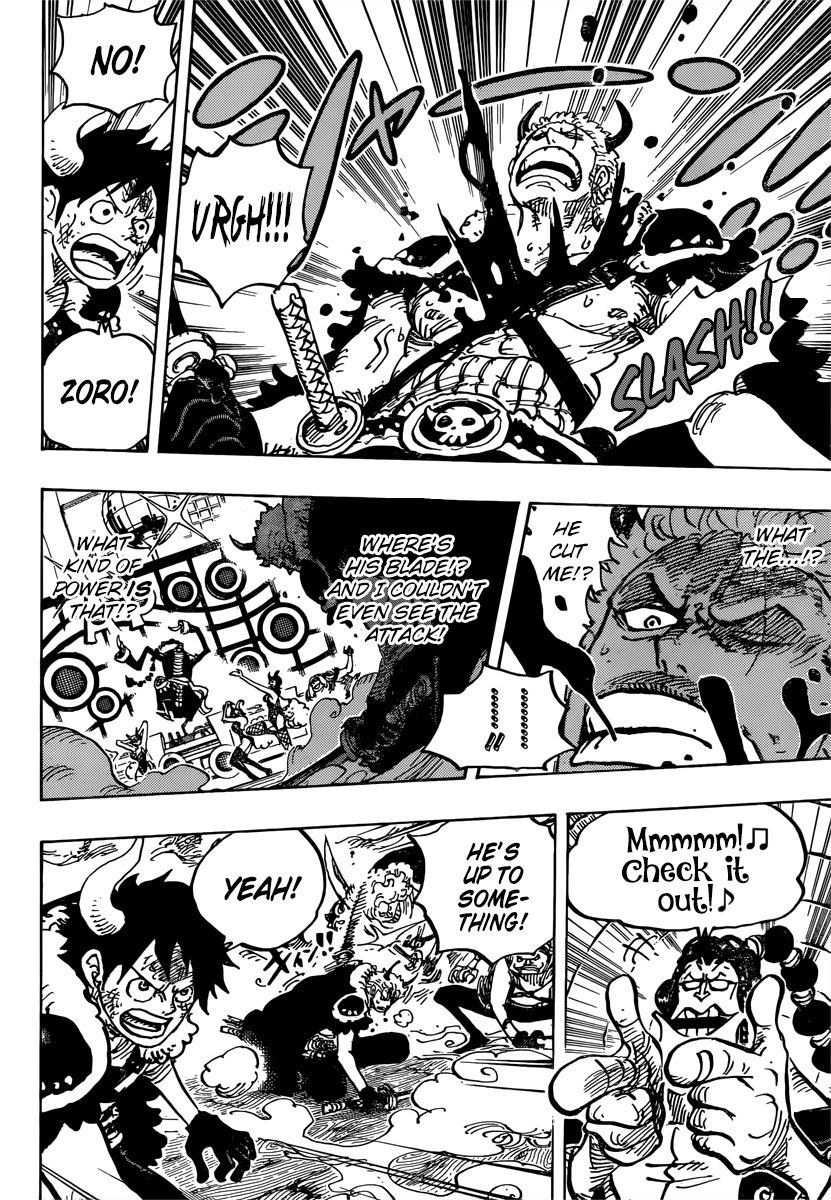 URGH!!!
SLASH!!
NO!
ZORO!
WHAT
THE....!?
HE
CUT
ME!?
!!
WHERE'S
HIS BLADE!?
AND I COULDN'T
EVEN SEE THE
ATTACK!
WHAT
KIND OF
POWER IS
THAT!?
Mmmmm!♫
Check it
out!♪
HE'S
UP TO
SOME-
THING!
YEAH!